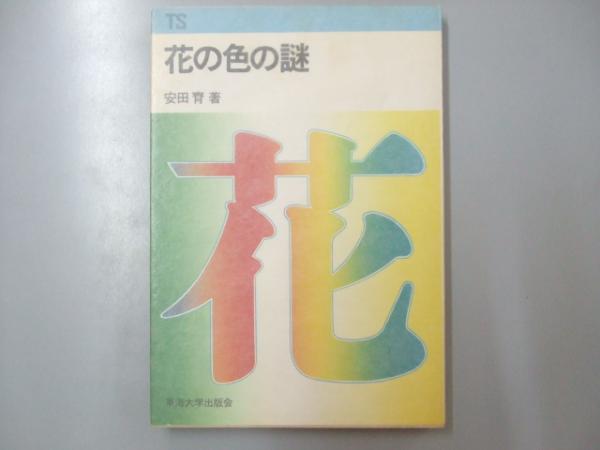 TS
花の色の謎
安田齊著
花
東海大学出版会